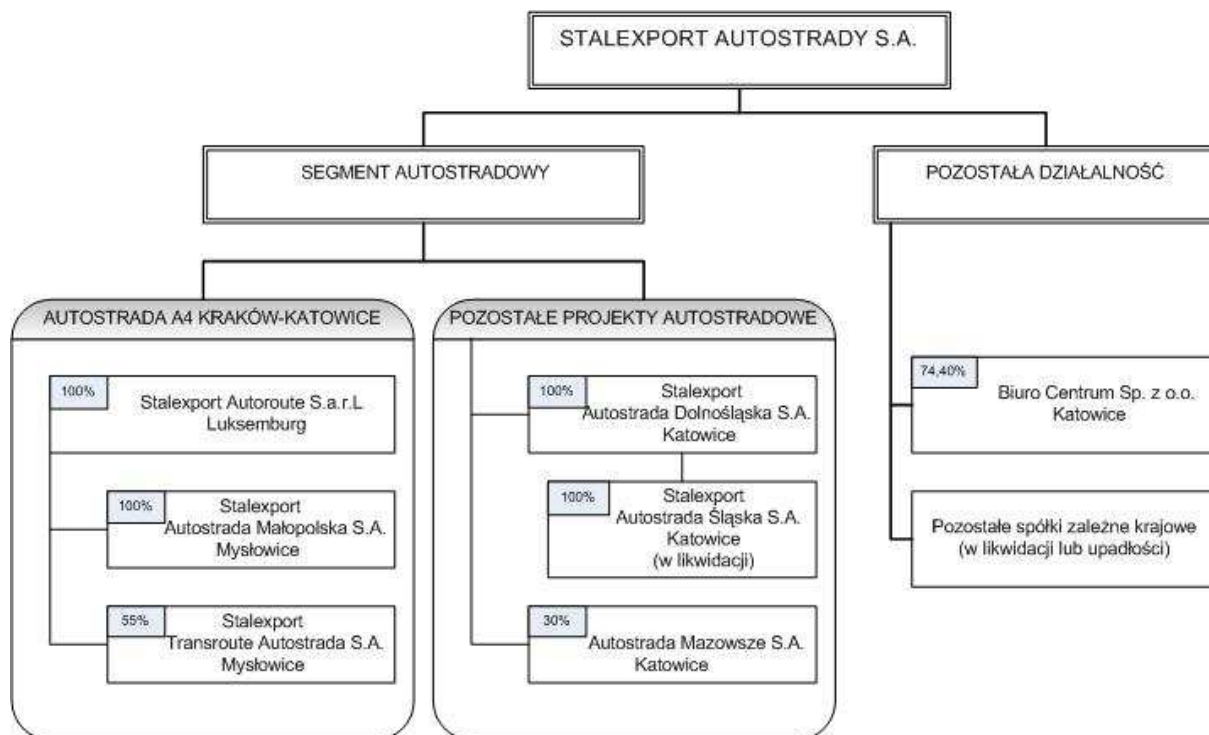 STALEXPORT AUTOSTRADY S.A.
SEGMENT AUTOSTRADOWY
POZOSTAŁA DZIAŁALNOŚĆ
AUTOSTRADA A4 KRAKÓW-KATOWICE
100%
Stalexport Autoroute S.a.r.L
Luksemburg
100%
Stalexport
Autostrada Małopolska S.A.
Mysłowice
55%
Stalexport
Transroute Autostrada S.A.
Mysłowice
POZOSTAŁE PROJEKTY AUTOSTRADOWE
100%
Stalexport
Autostrada Dolnośląska S.A.
Katowice
100%
Stalexport
Autostrada Śląska S.A.
Katowice
(w likwidacji)
30%
Autostrada Mazowsze S.A.
Katowice
74,40%
Biuro Centrum Sp. z o.o.
Katowice
Pozostałe spółki zależne krajowe
(w likwidacji lub upadłości)